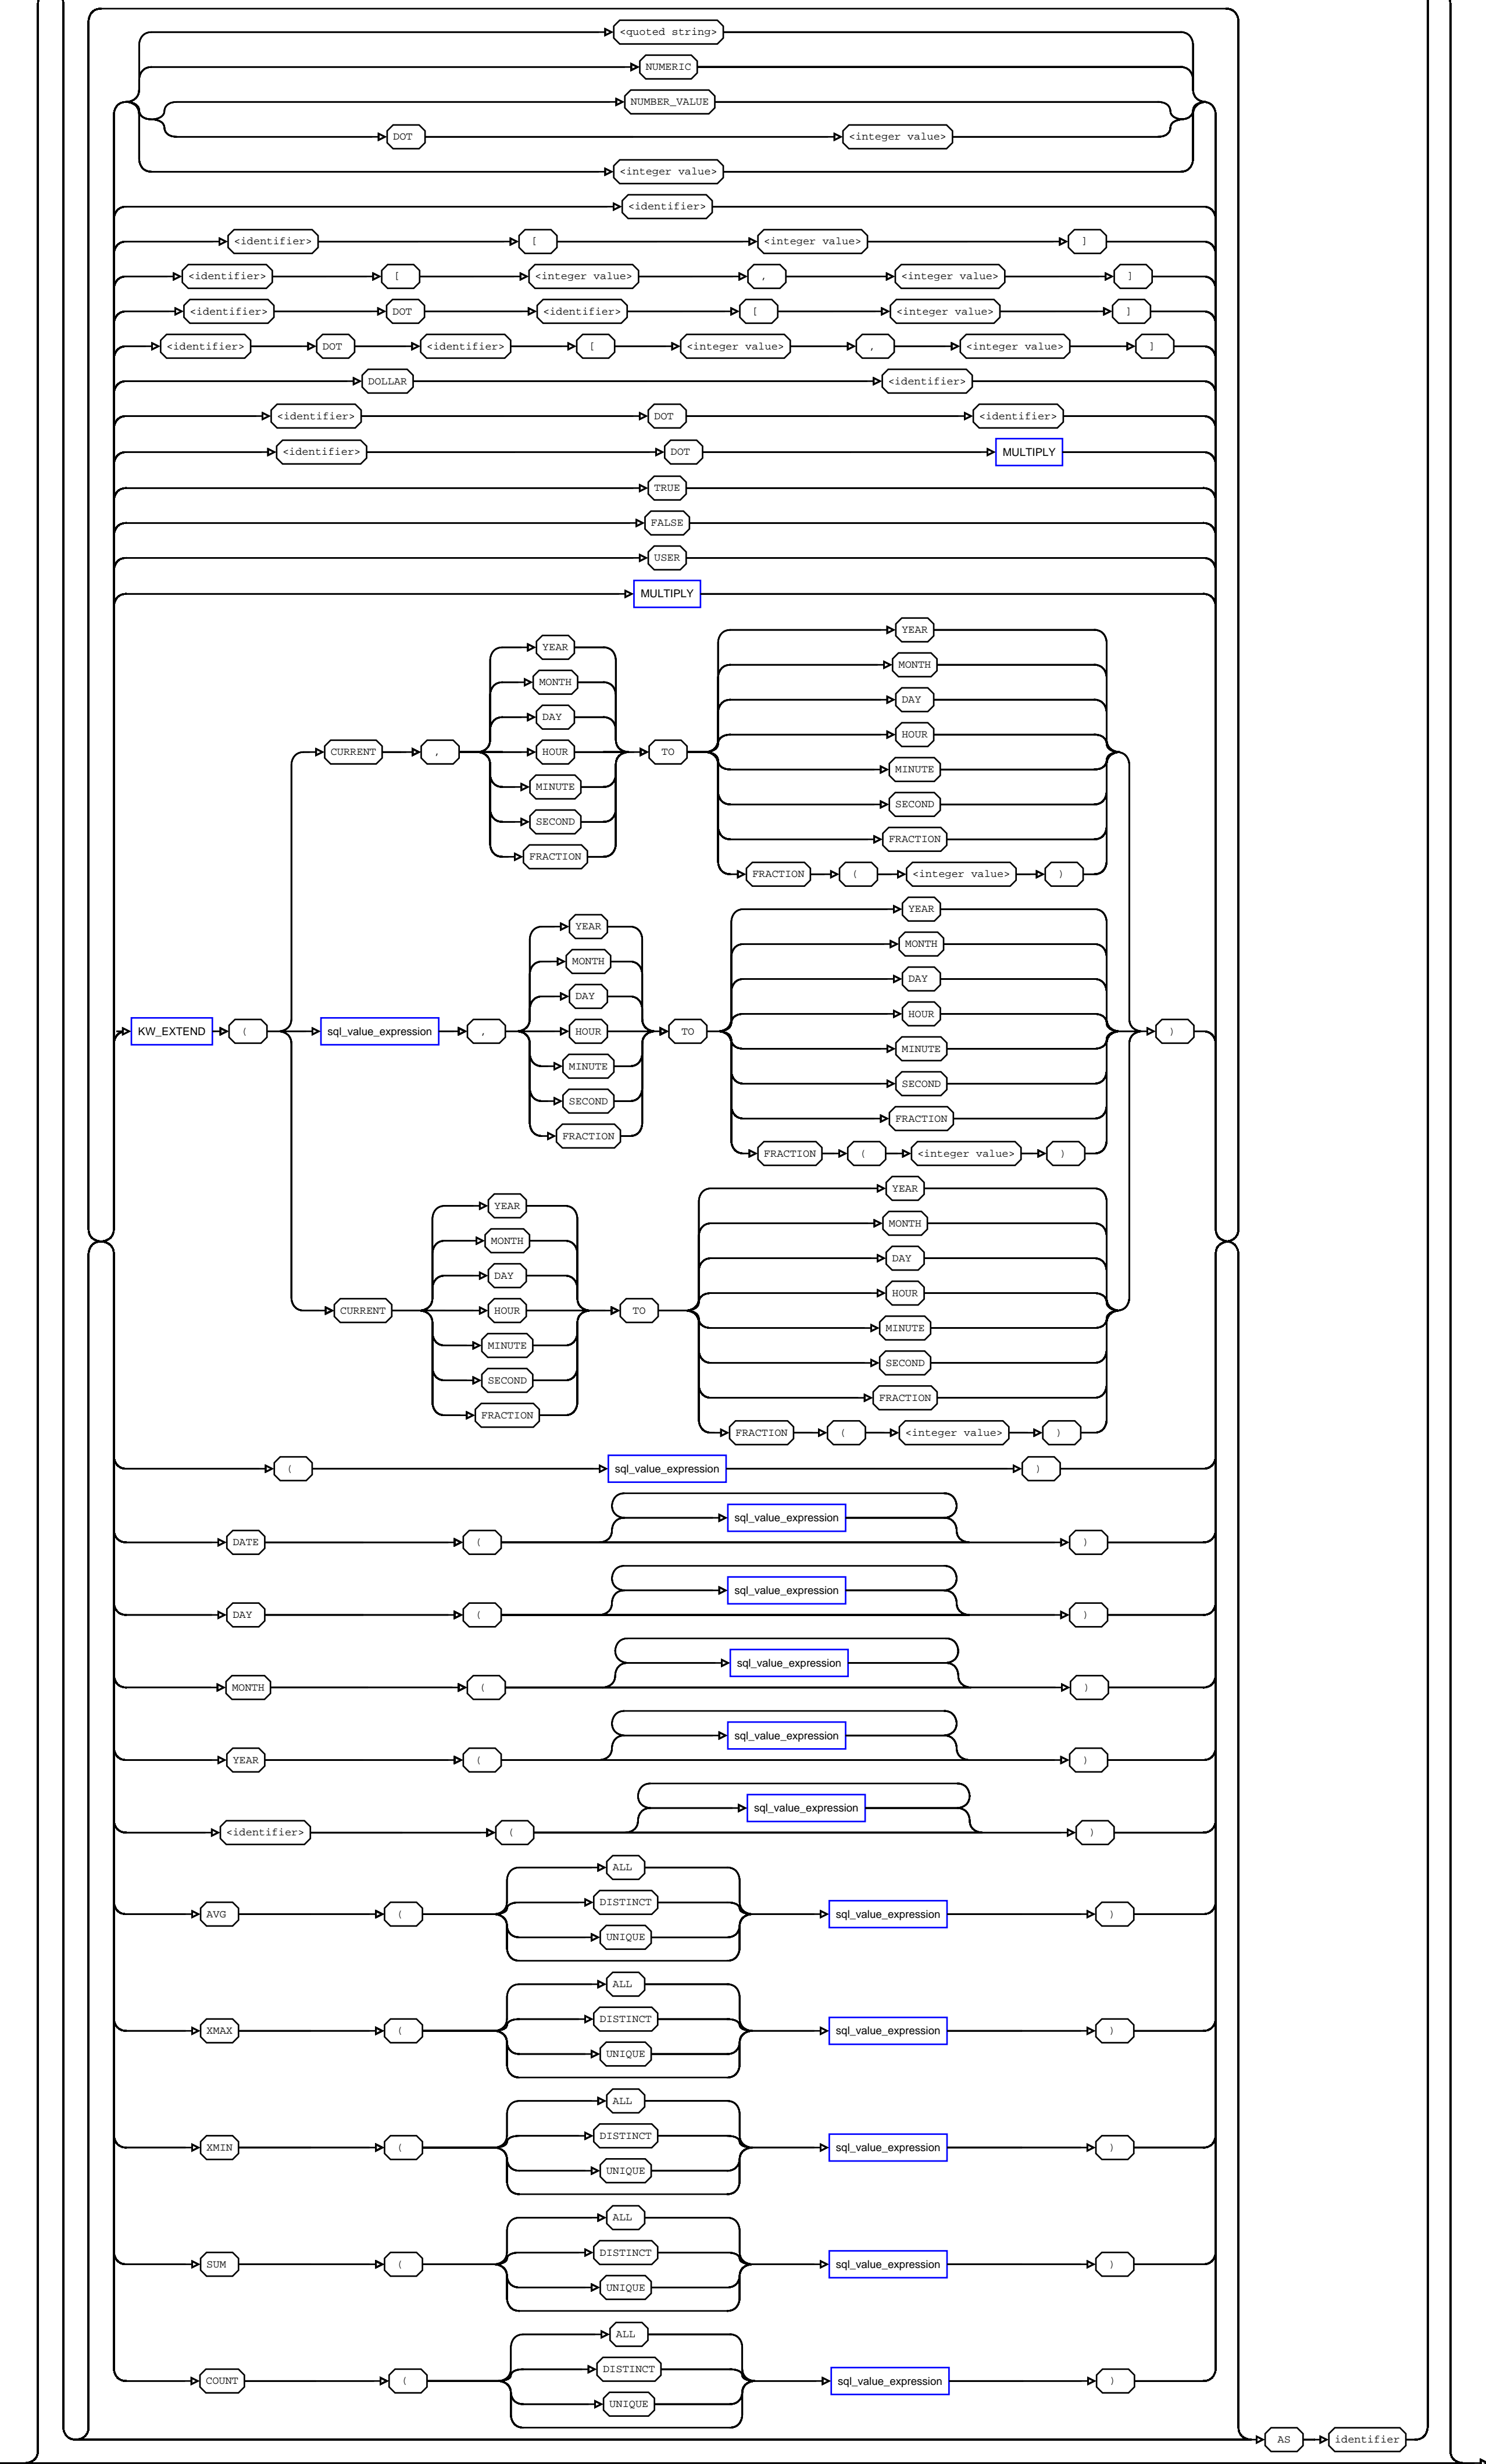 <quoted string>
NUMERIC
NUMBER_VALUE
DOT <integer value>
<integer value>
<identifier>
<identifier> [ <integer value> ]
<identifier> [ <integer value> , <integer value> ]
<identifier> DOT <identifier> [ <integer value> ]
<identifier> DOT <identifier> [ <integer value> , <integer value> ]
DOLLAR <identifier>
<identifier> DOT <identifier>
<identifier> DOT MULTIPLY
TRUE
FALSE
USER
MULTIPLY
YEAR
YEAR
MONTH
MONTH
DAY
DAY
HOUR
CURRENT , HOUR TO
MINUTE
MINUTE
SECOND
SECOND
FRACTION
FRACTION
FRACTION ( <integer value> )
YEAR
YEAR
MONTH
MONTH
DAY
DAY
HOUR
KW_EXTEND ( sql_value_expression , HOUR TO )
MINUTE
MINUTE
SECOND
SECOND
FRACTION
FRACTION
FRACTION ( <integer value> )
YEAR
YEAR
MONTH
MONTH
DAY
DAY
HOUR
CURRENT HOUR TO
MINUTE
MINUTE
SECOND
SECOND
FRACTION
FRACTION
FRACTION ( <integer value> )
( sql_value_expression )
sql_value_expression
DATE ( )
sql_value_expression
DAY ( )
sql_value_expression
MONTH ( )
sql_value_expression
YEAR ( )
sql_value_expression
<identifier> ( )
ALL
DISTINCT
AVG ( sql_value_expression )
UNIQUE
ALL
DISTINCT
XMAX ( sql_value_expression )
UNIQUE
ALL
DISTINCT
XMIN ( sql_value_expression )
UNIQUE
ALL
DISTINCT
SUM ( sql_value_expression )
UNIQUE
ALL
DISTINCT
COUNT ( sql_value_expression )
UNIQUE
AS identifier